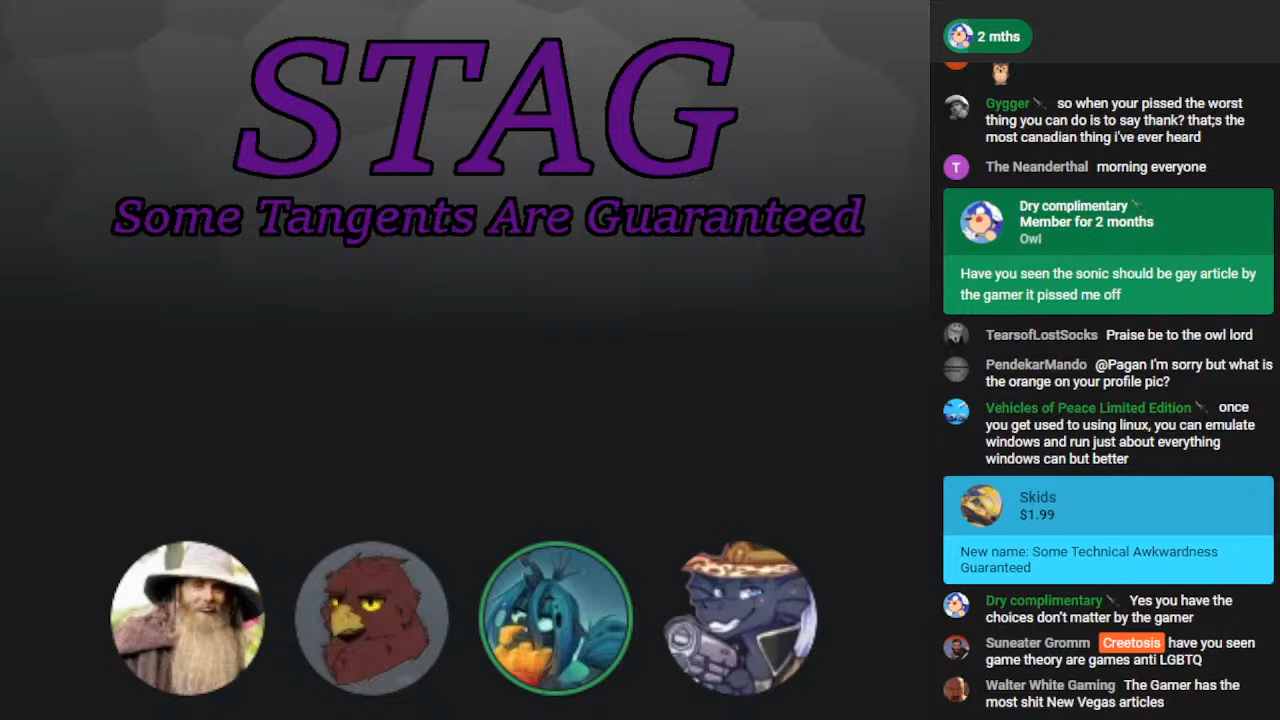 STAG
Some Tangents Are Guaranteed
2 mths
Gygger so when your pissed the worst
thing you can do is to say thank? that;s the
most canadian thing i've ever heard
T The Neanderthal morning everyone
Dry complimentary
Member for 2 months
Owl
Have you seen the sonic should be gay article by
the gamer it pissed me off
TearsofLostSocks Praise be to the owl lord
PendekarMando @Pagan I'm sorry but what is
the orange on your profile pic?
Vehicles of Peace Limited Edition once
you get used to using linux, you can emulate
windows and run just about everything
windows can but better
Skids
$1.99
New name: Some Technical Awkwardness
Guaranteed
Dry complimentary Yes you have the
choices don't matter by the gamer
Suneater Gromm Creetosis have you seen
game theory are games anti LGBTQ
Walter White Gaming The Gamer has the
most shit New Vegas articles